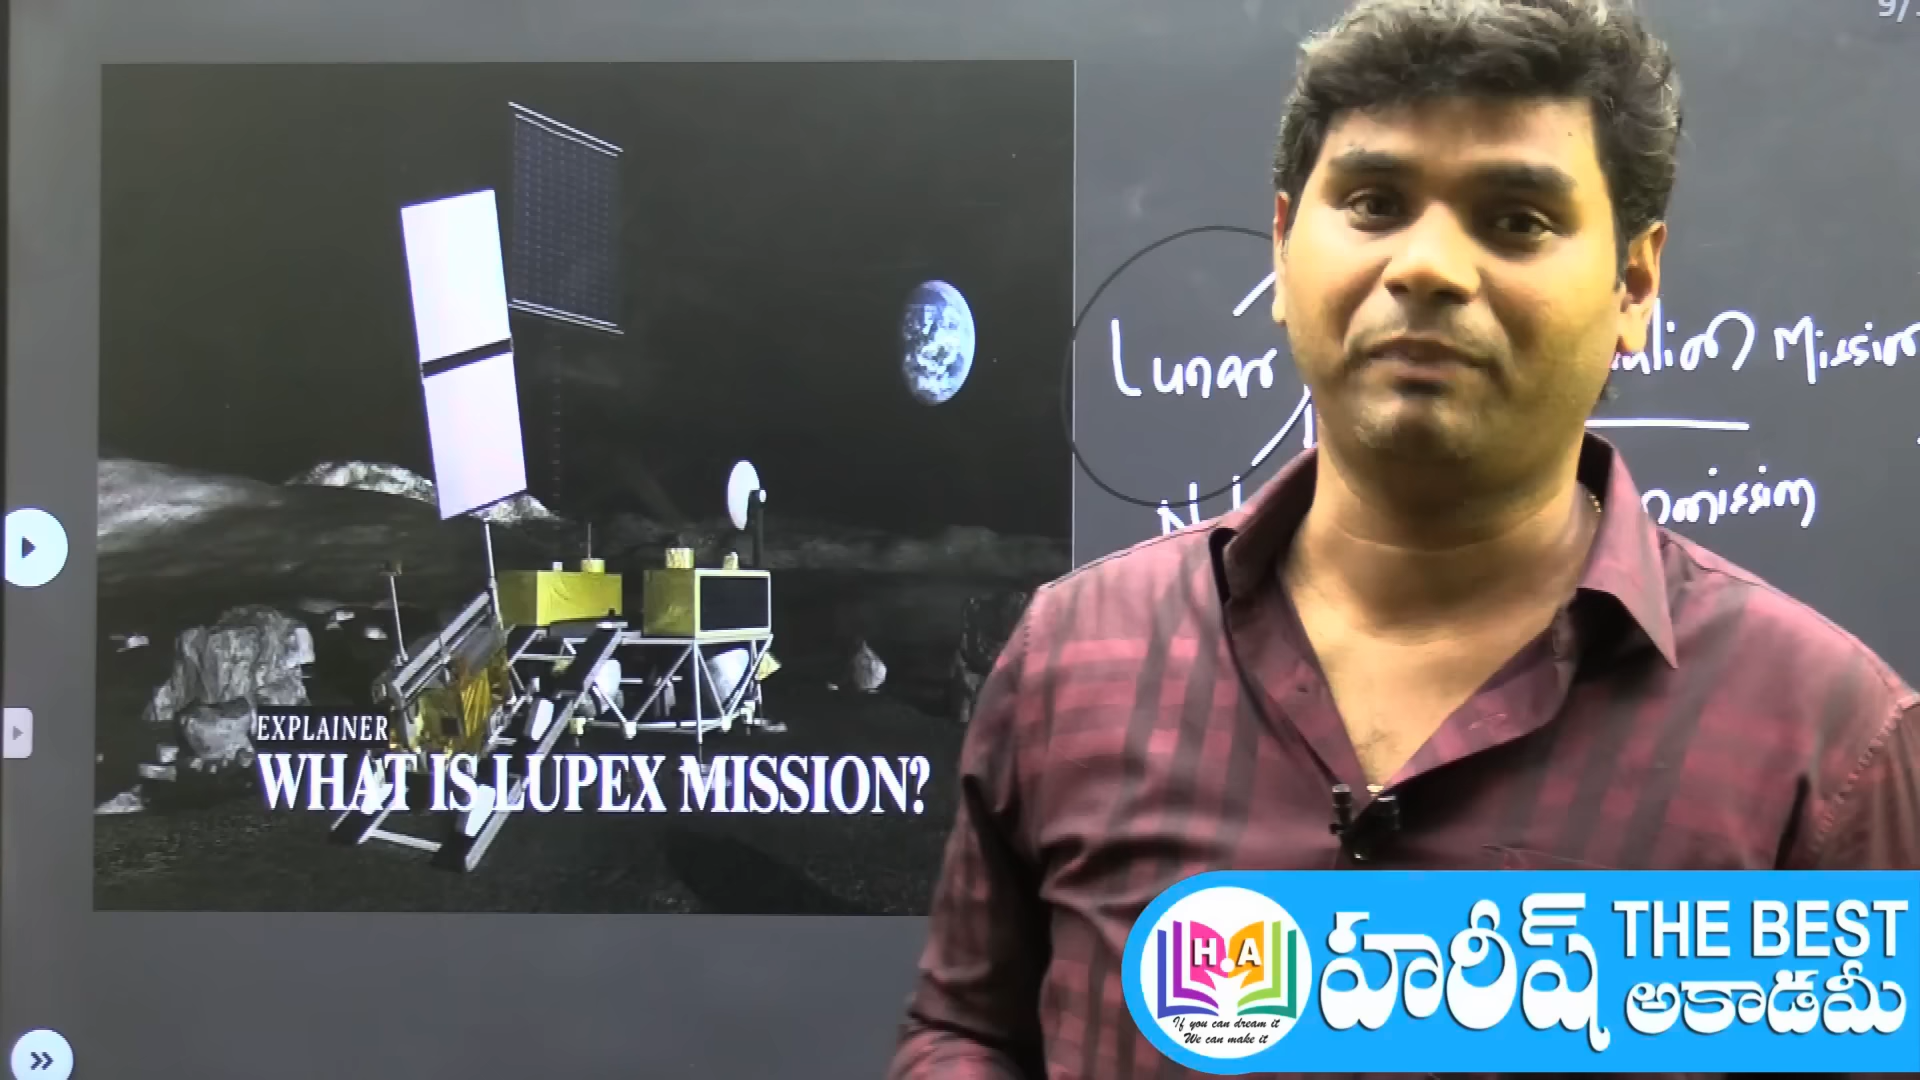 9/
EXPLAINER
WHAT IS LUPEX MISSION?
Lunar Mission
H.A
If you can dream it
We can make it
హరీష్
THE BEST
అకాడమీ